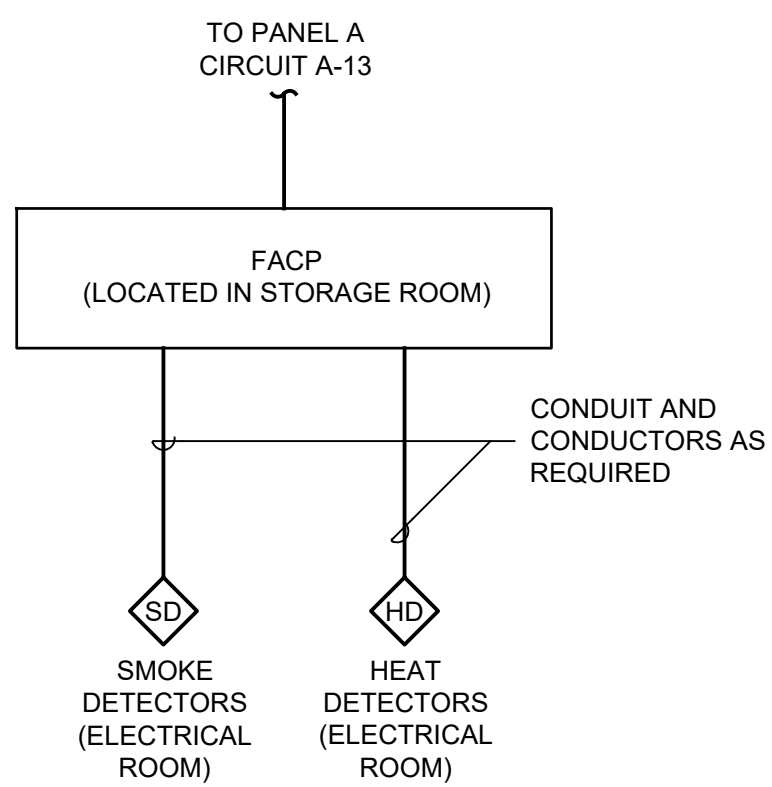 TO PANEL A
CIRCUIT A-13
FACP
(LOCATED IN STORAGE ROOM)
CONDUIT AND
CONDUCTORS AS
REQUIRED
SD
HD
SMOKE
DETECTORS
(ELECTRICAL
ROOM)
HEAT
DETECTORS
(ELECTRICAL
ROOM)